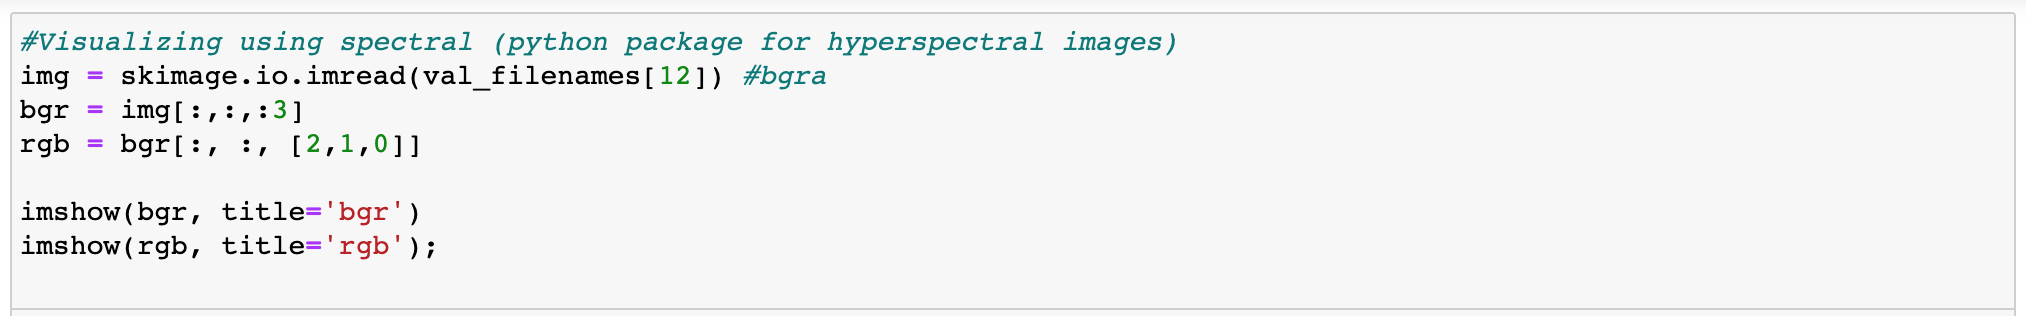 #Visualizing using spectral (python package for hyperspectral images)
img = skimage.io.imread(val_filenames[12]) #bgra
bgr = img[:,:,:3]
rgb = bgr[:, :, [2,1,0]]
imshow(bgr, title='bgr')
imshow(rgb, title='rgb');